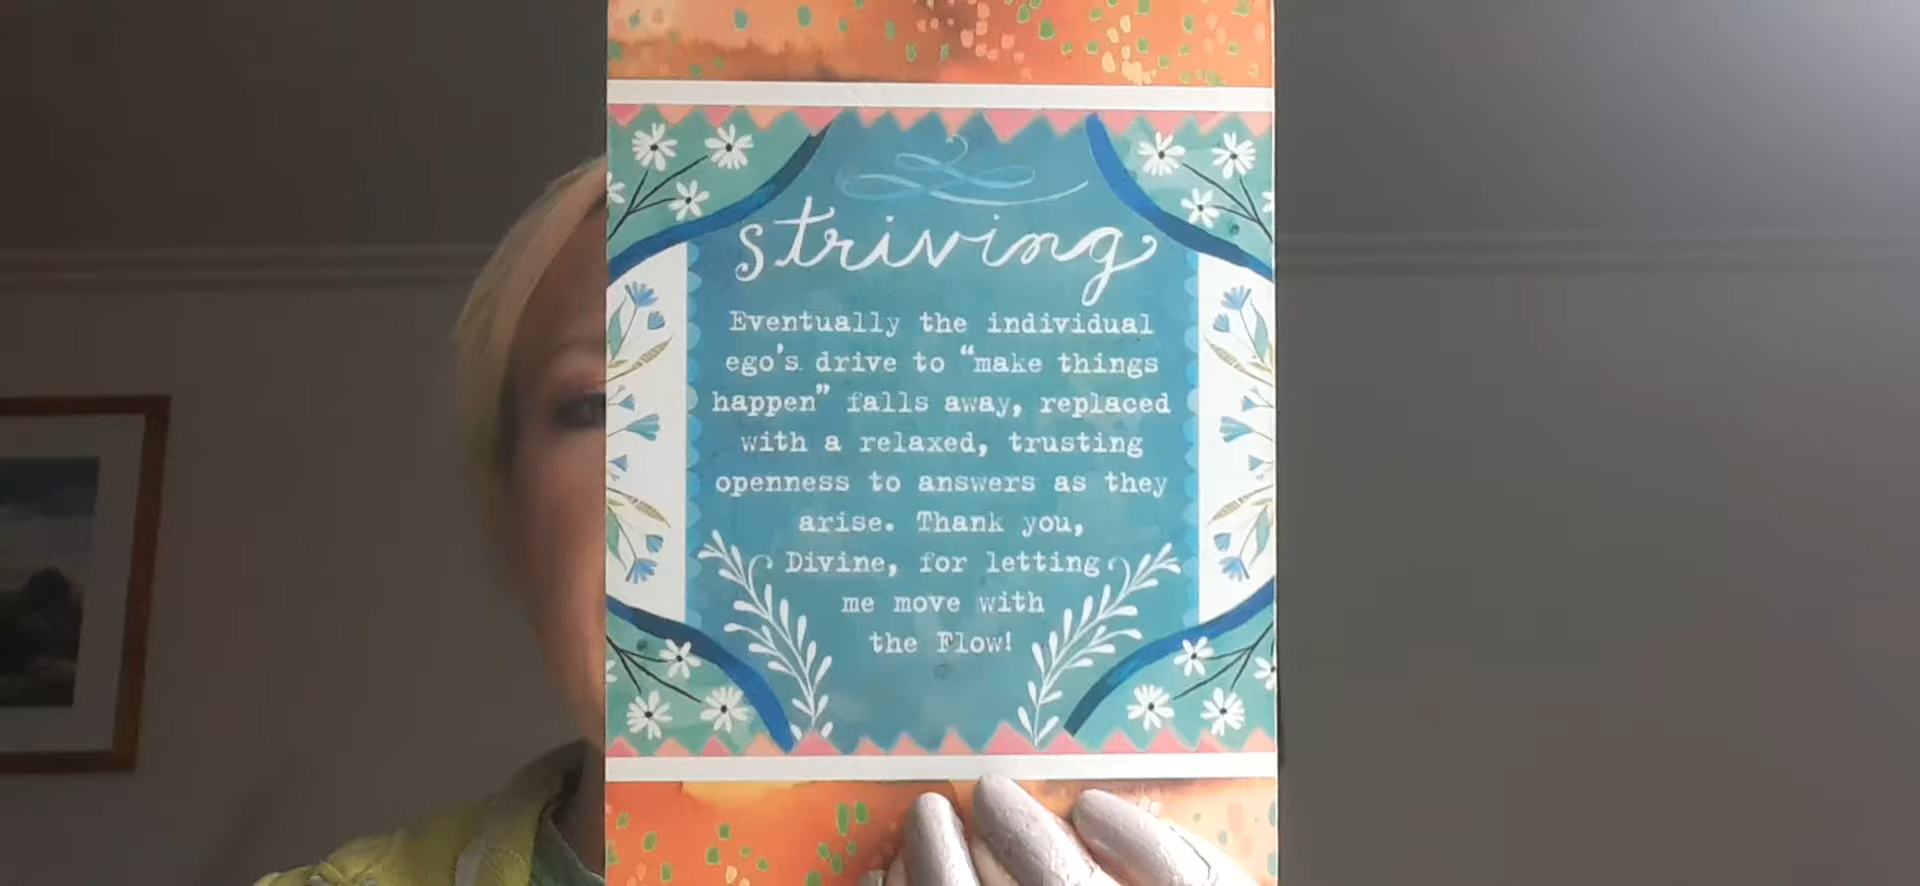 striving
Eventually the individual
ego's drive to “make things
happen” falls away, replaced
with a relaxed, trusting
openness to answers as they
arise. Thank you,
Divine, for letting
me move with
the Flow!